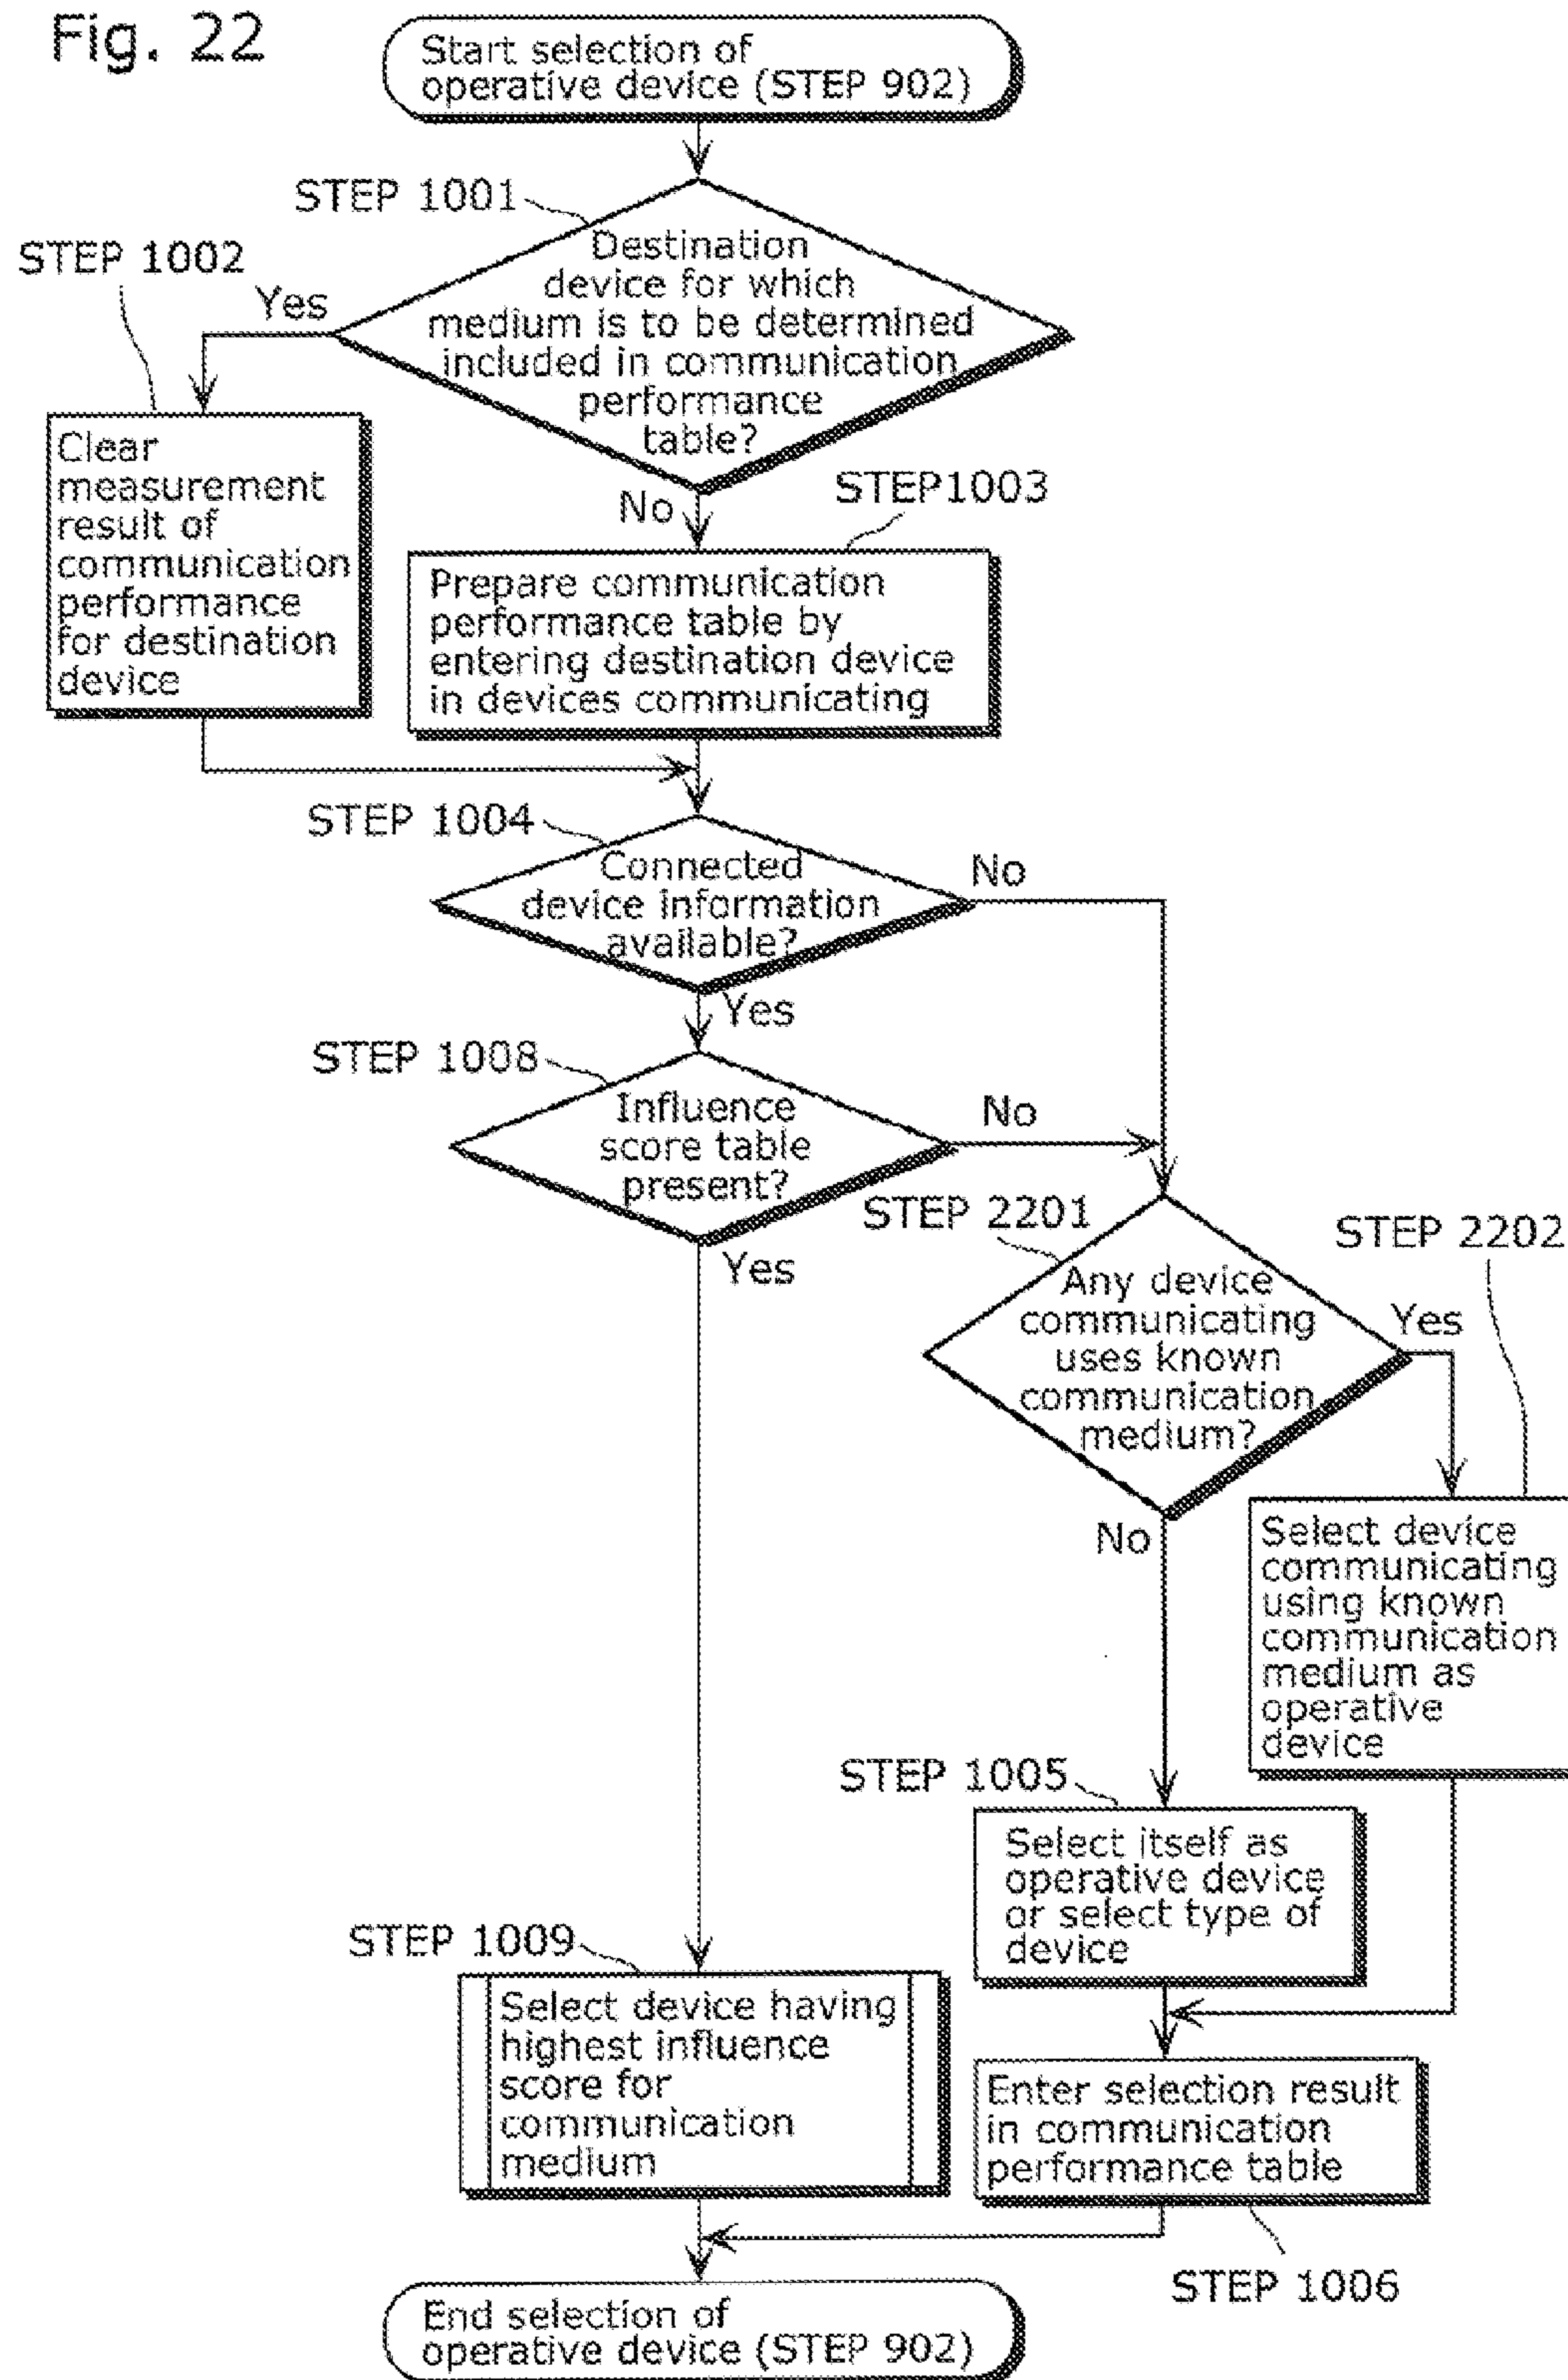 Fig. 22
Start selection of
operative device (STEP 902)
STEP 1001
Destination
device for which
medium is to be determined
included in communication
performance
table?
Yes
STEP 1002
Clear
measurement
result of
communication
performance
for destination
device
No
STEP1003
Prepare communication
performance table by
entering destination device
in devices communicating
STEP 1004
Connected
device information
available?
No
Yes
STEP 1008
Influence
score table
present?
No
Yes
STEP 2201
Any device
communicating
uses known
communication
medium?
Yes
STEP 2202
Select device
communicating
using known
communication
medium as
operative
device
No
STEP 1005
Select itself as
operative device
or select type of
device
STEP 1009
Select device having
highest influence
score for
communication
medium
Enter selection result
in communication
performance table
STEP 1006
End selection of
operative device (STEP 902)